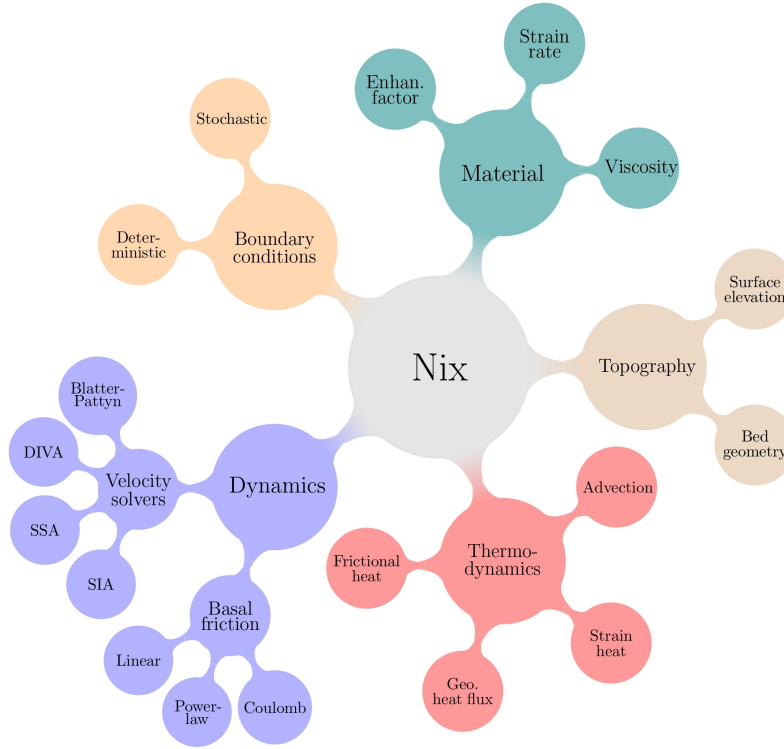 Strain
rate
Enhan.
factor
Material
Viscosity
Stochastic
Deter-
ministic
Boundary
conditions
Nix
Surface
elevation
Topography
Bed
geometry
Blatter-
Pattyn
DIVA
Velocity
solvers
SSA
SIA
Dynamics
Basal
friction
Linear
Power-
law
Coulomb
Advection
Thermo-
dynamics
Frictional
heat
Strain
heat
Geo.
heat flux